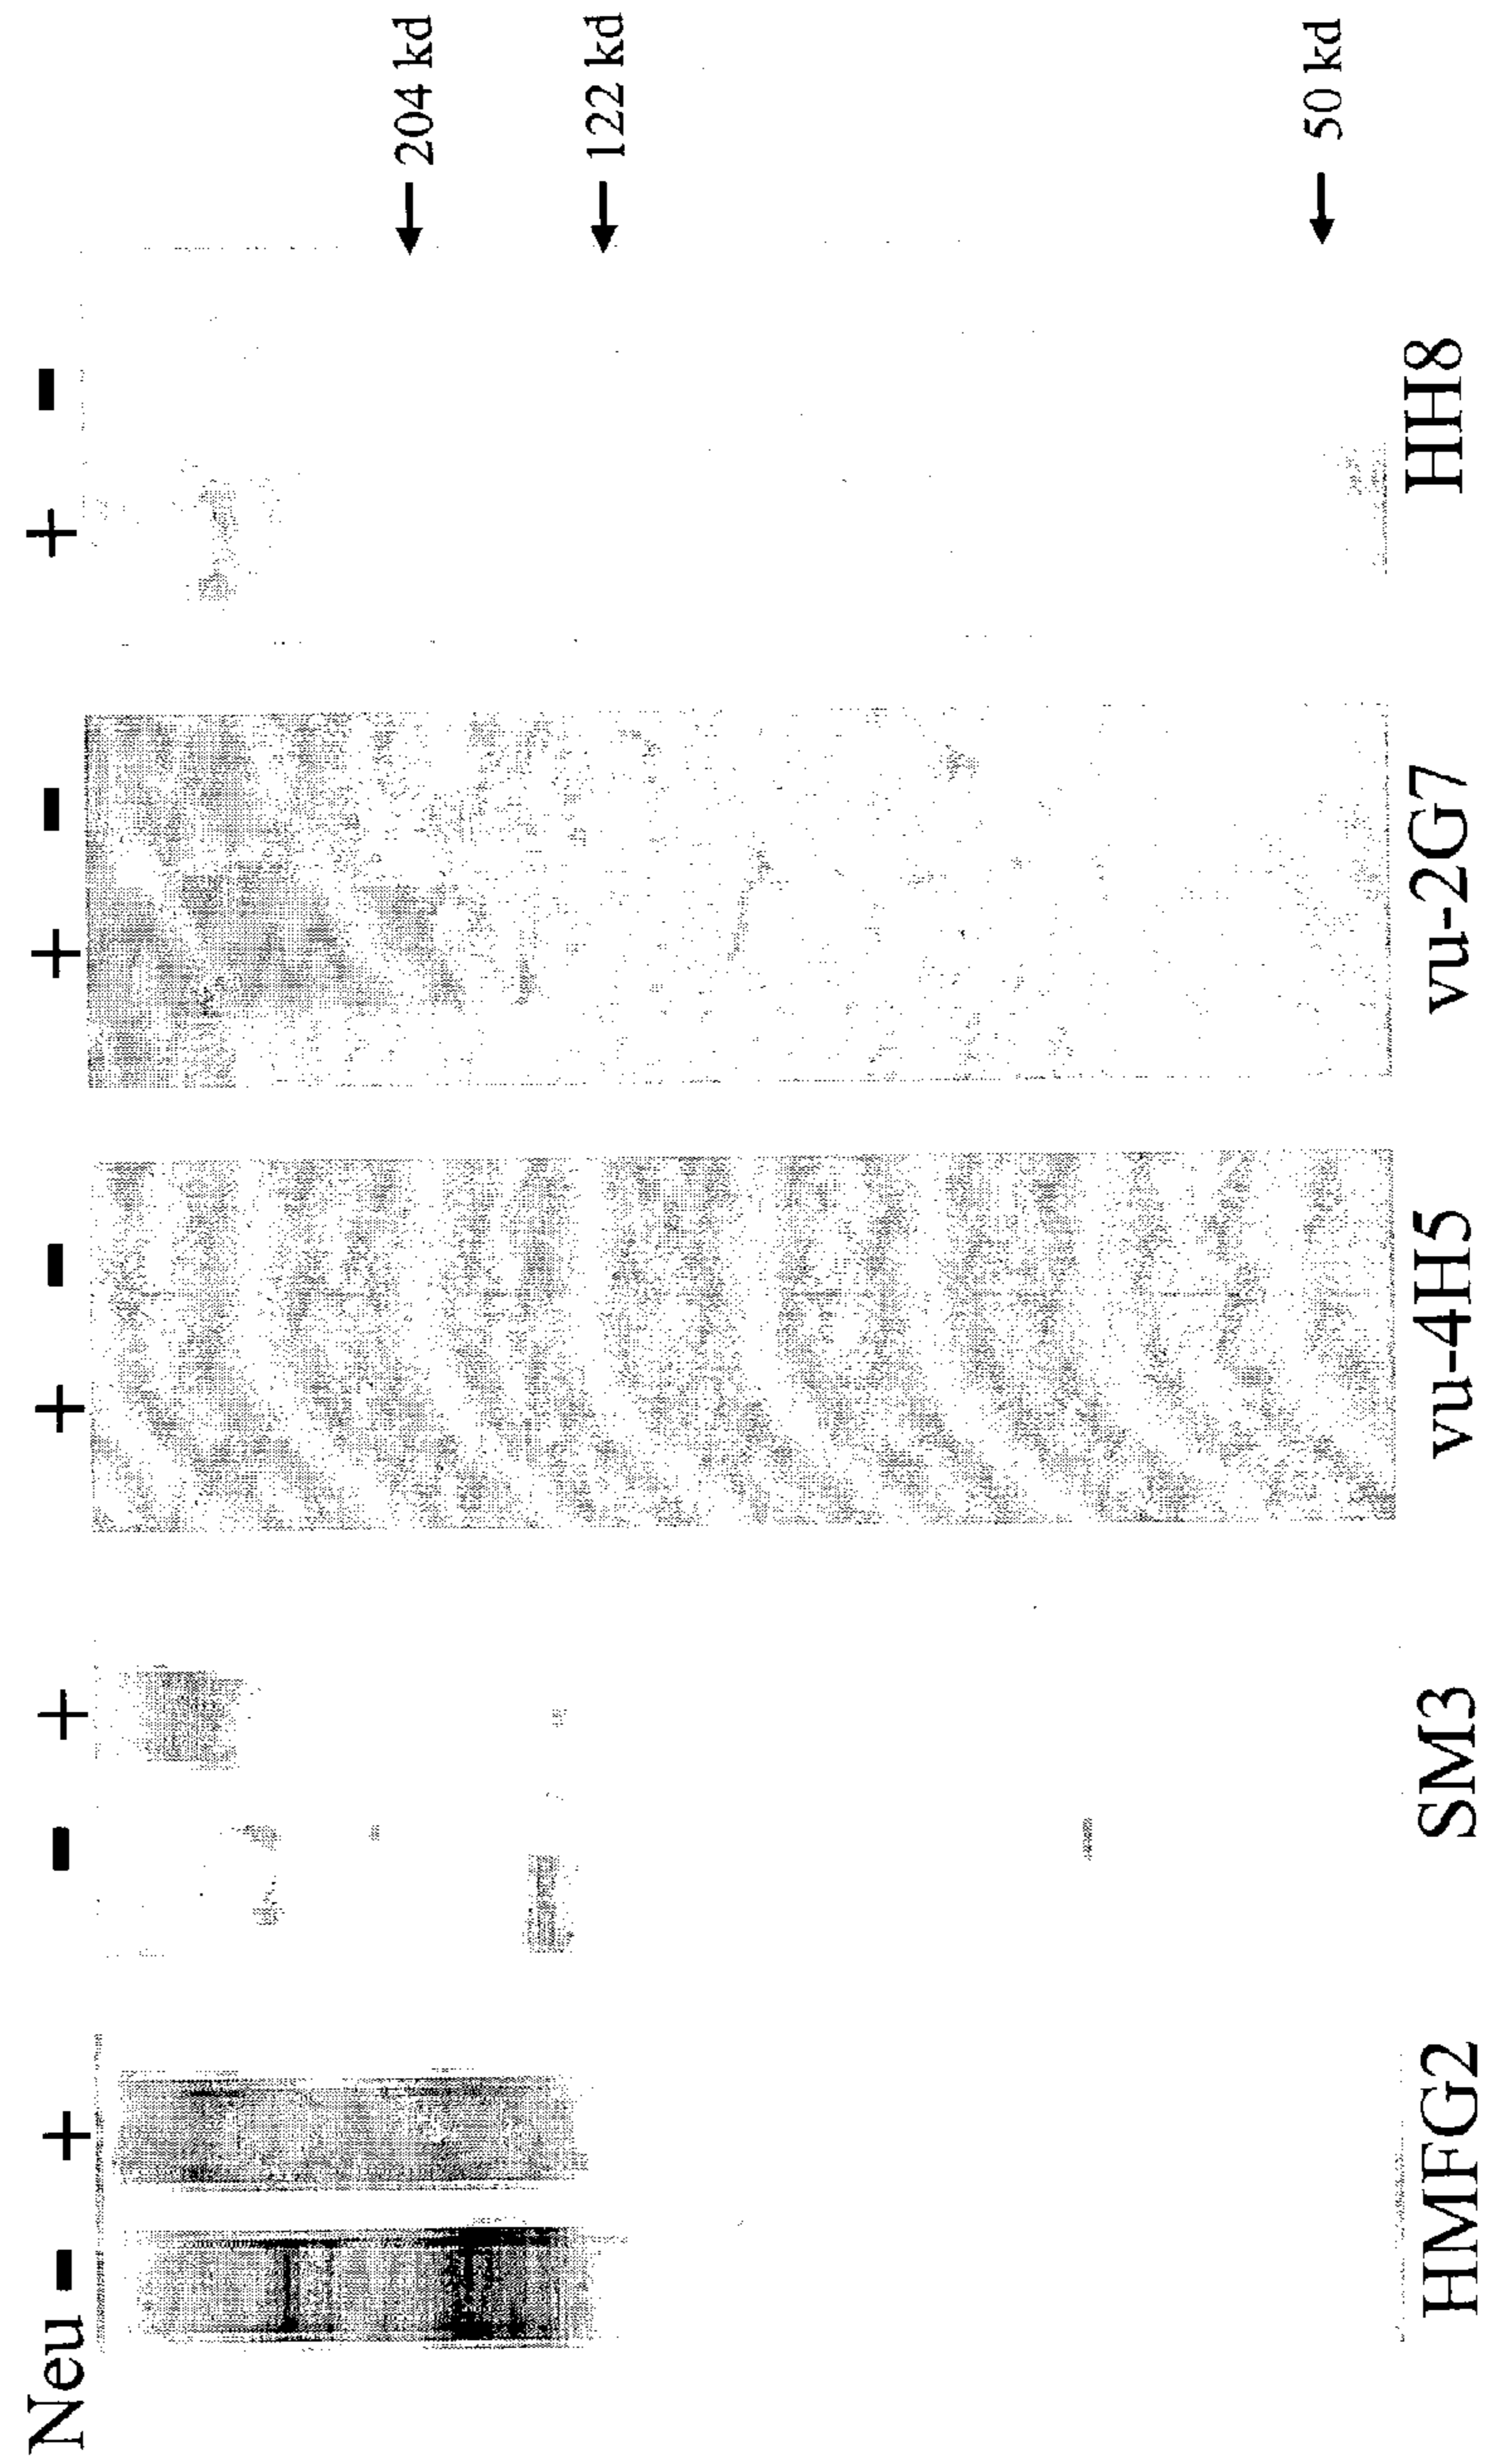 Neu - + - + + - + - + -
204 kd
122 kd
50 kd
HMFG2 SM3 vu-4H5 vu-2G7 HH8